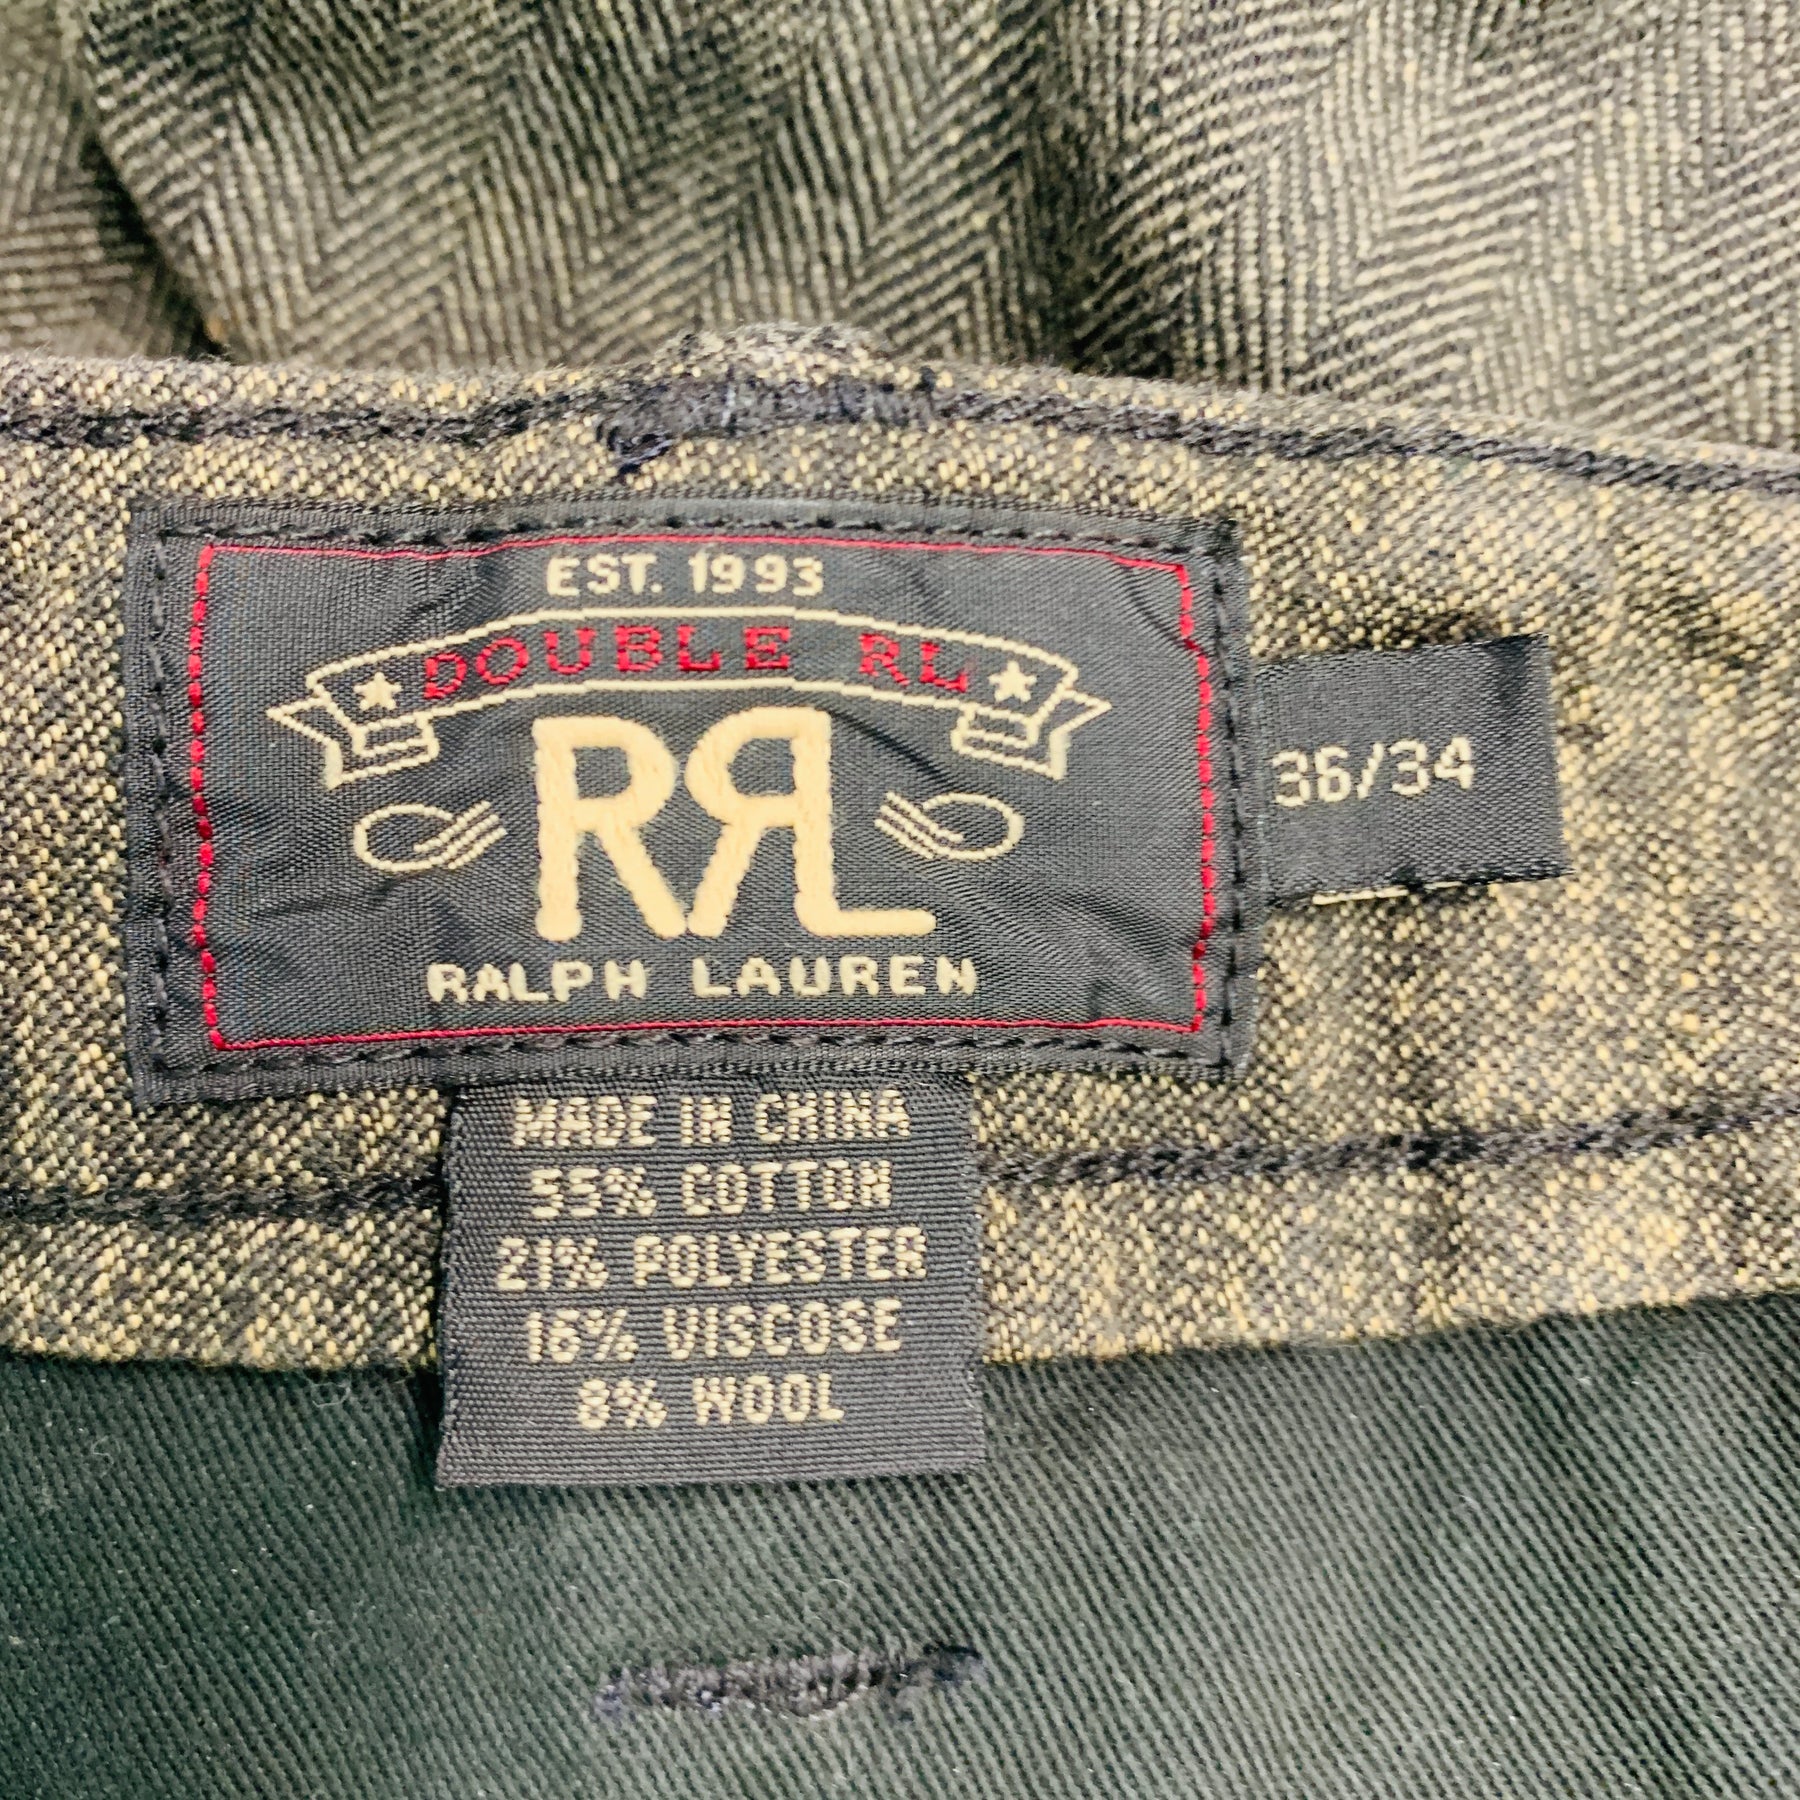 EST. 1993
DOUBLE RL
RRL
RALPH LAUREN
36/34
MADE IN CHINA
55% COTTON
21% POLYESTER
16% VISCOSE
8% WOOL